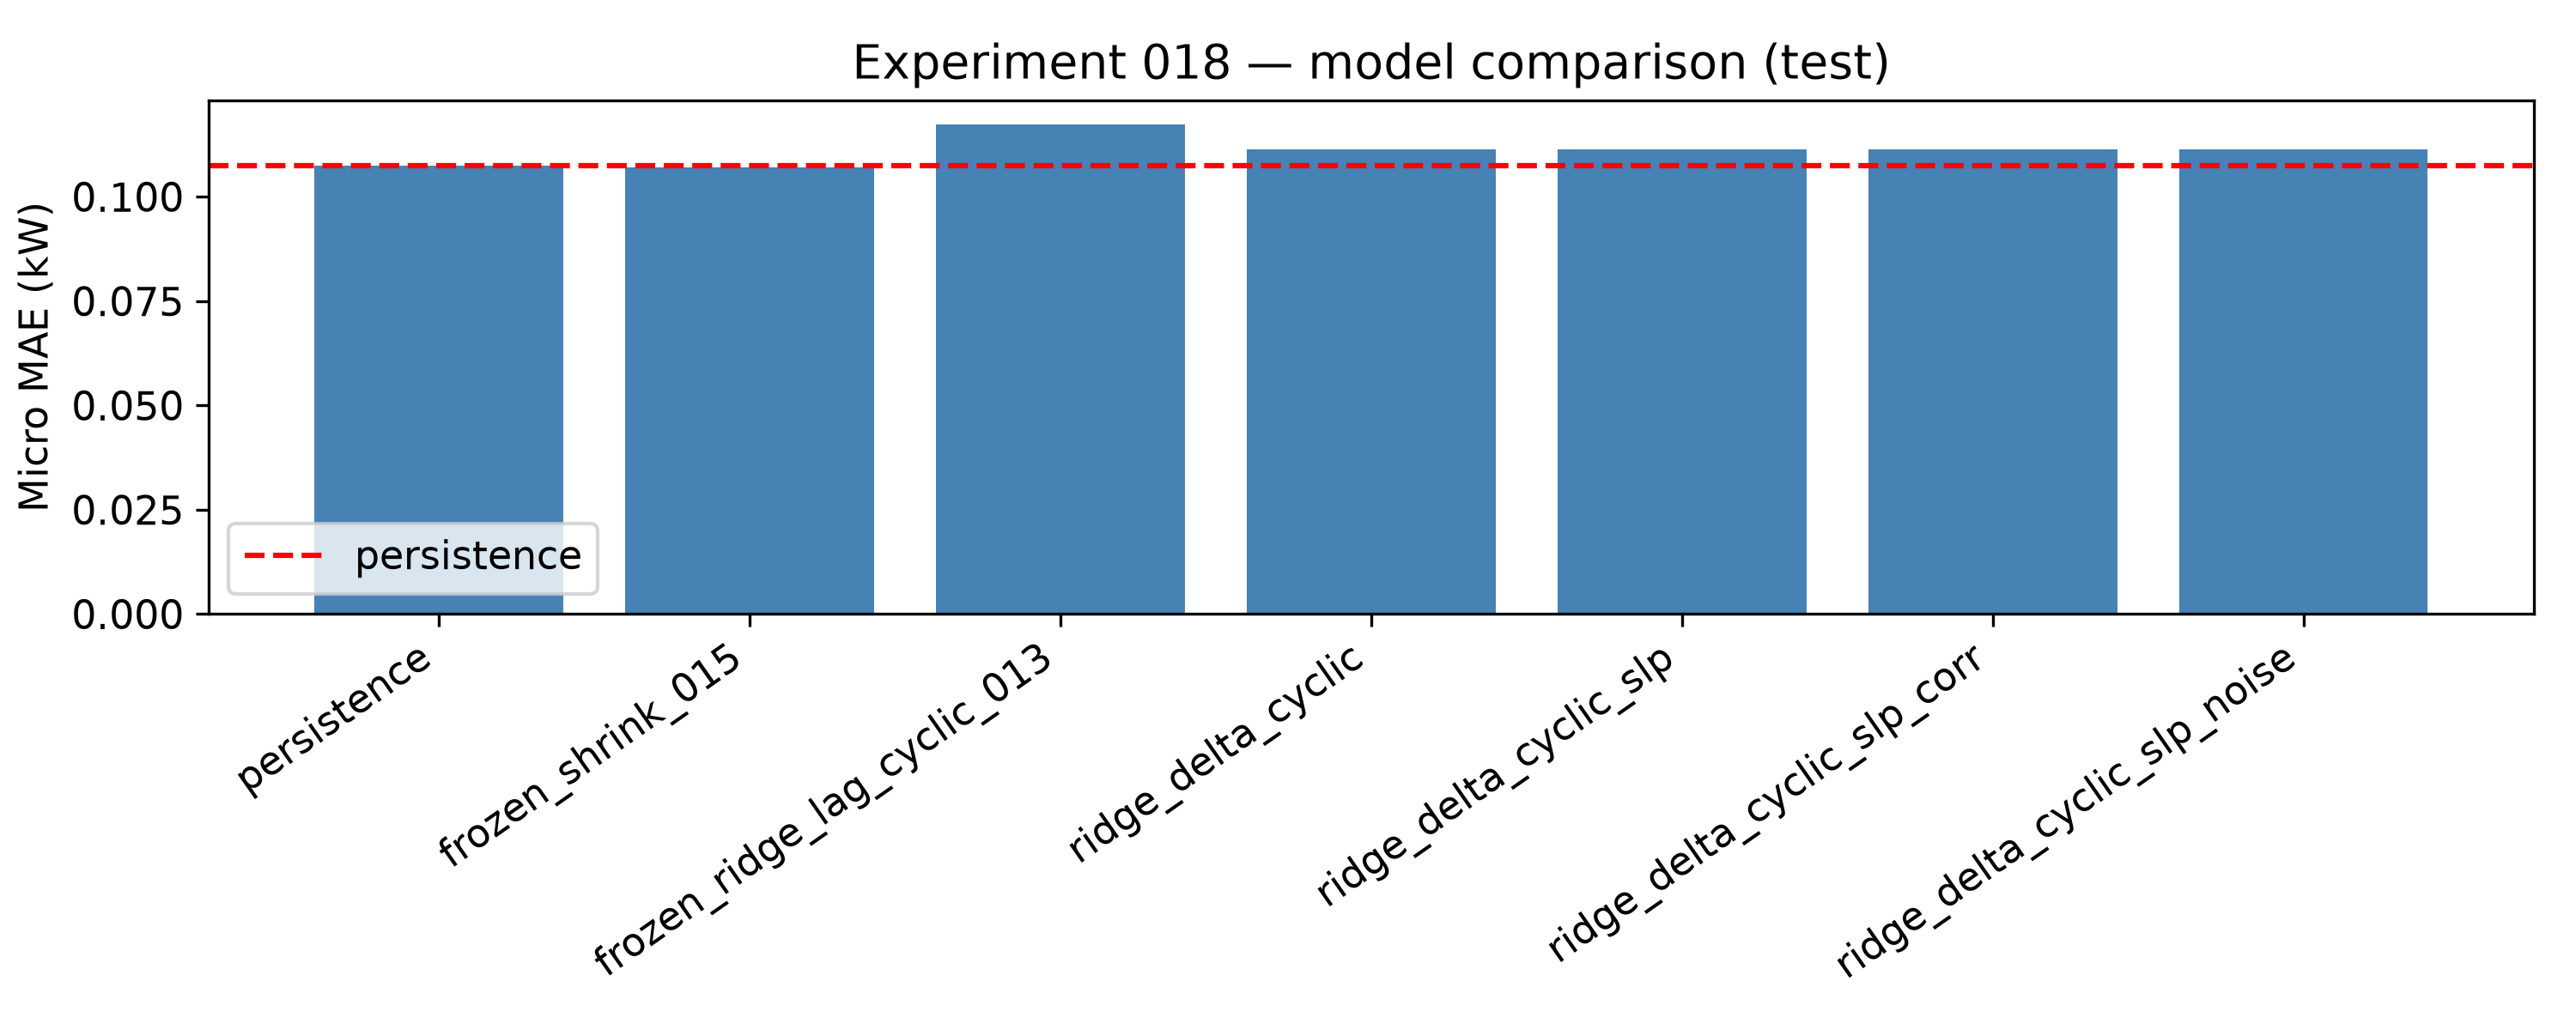 Experiment 018 — model comparison (test)
Micro MAE (kW)
0.100
0.075
0.050
0.025
0.000
persistence
persistence
frozen_shrink_015
frozen_ridge_lag_cyclic_013
ridge_delta_cyclic
ridge_delta_cyclic_slp
ridge_delta_cyclic_slp_corr
ridge_delta_cyclic_slp_noise